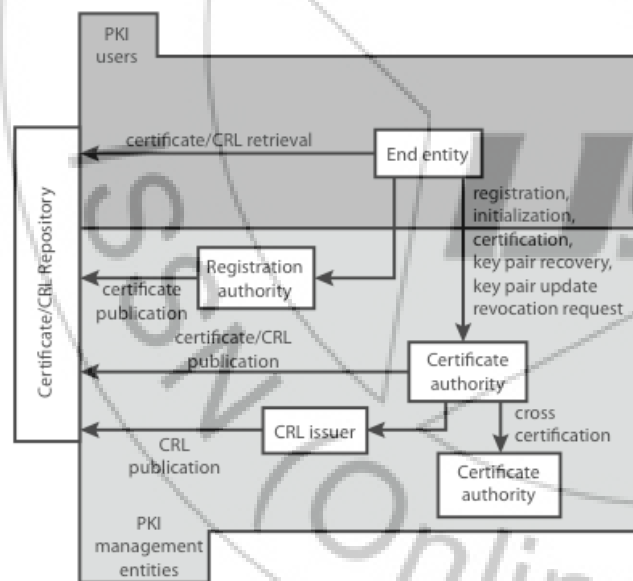 PKI
users
certificate/CRL retrieval
End entity
Certificate/CRL Repository
registration,
initialization,
certification,
key pair recovery,
key pair update
revocation request
Registration
authority
certificate
publication
certificate/CRL
publication
Certificate
authority
CRL issuer
cross
certification
CRL
publication
Certificate
authority
PKI
management
entities
SSN (Online